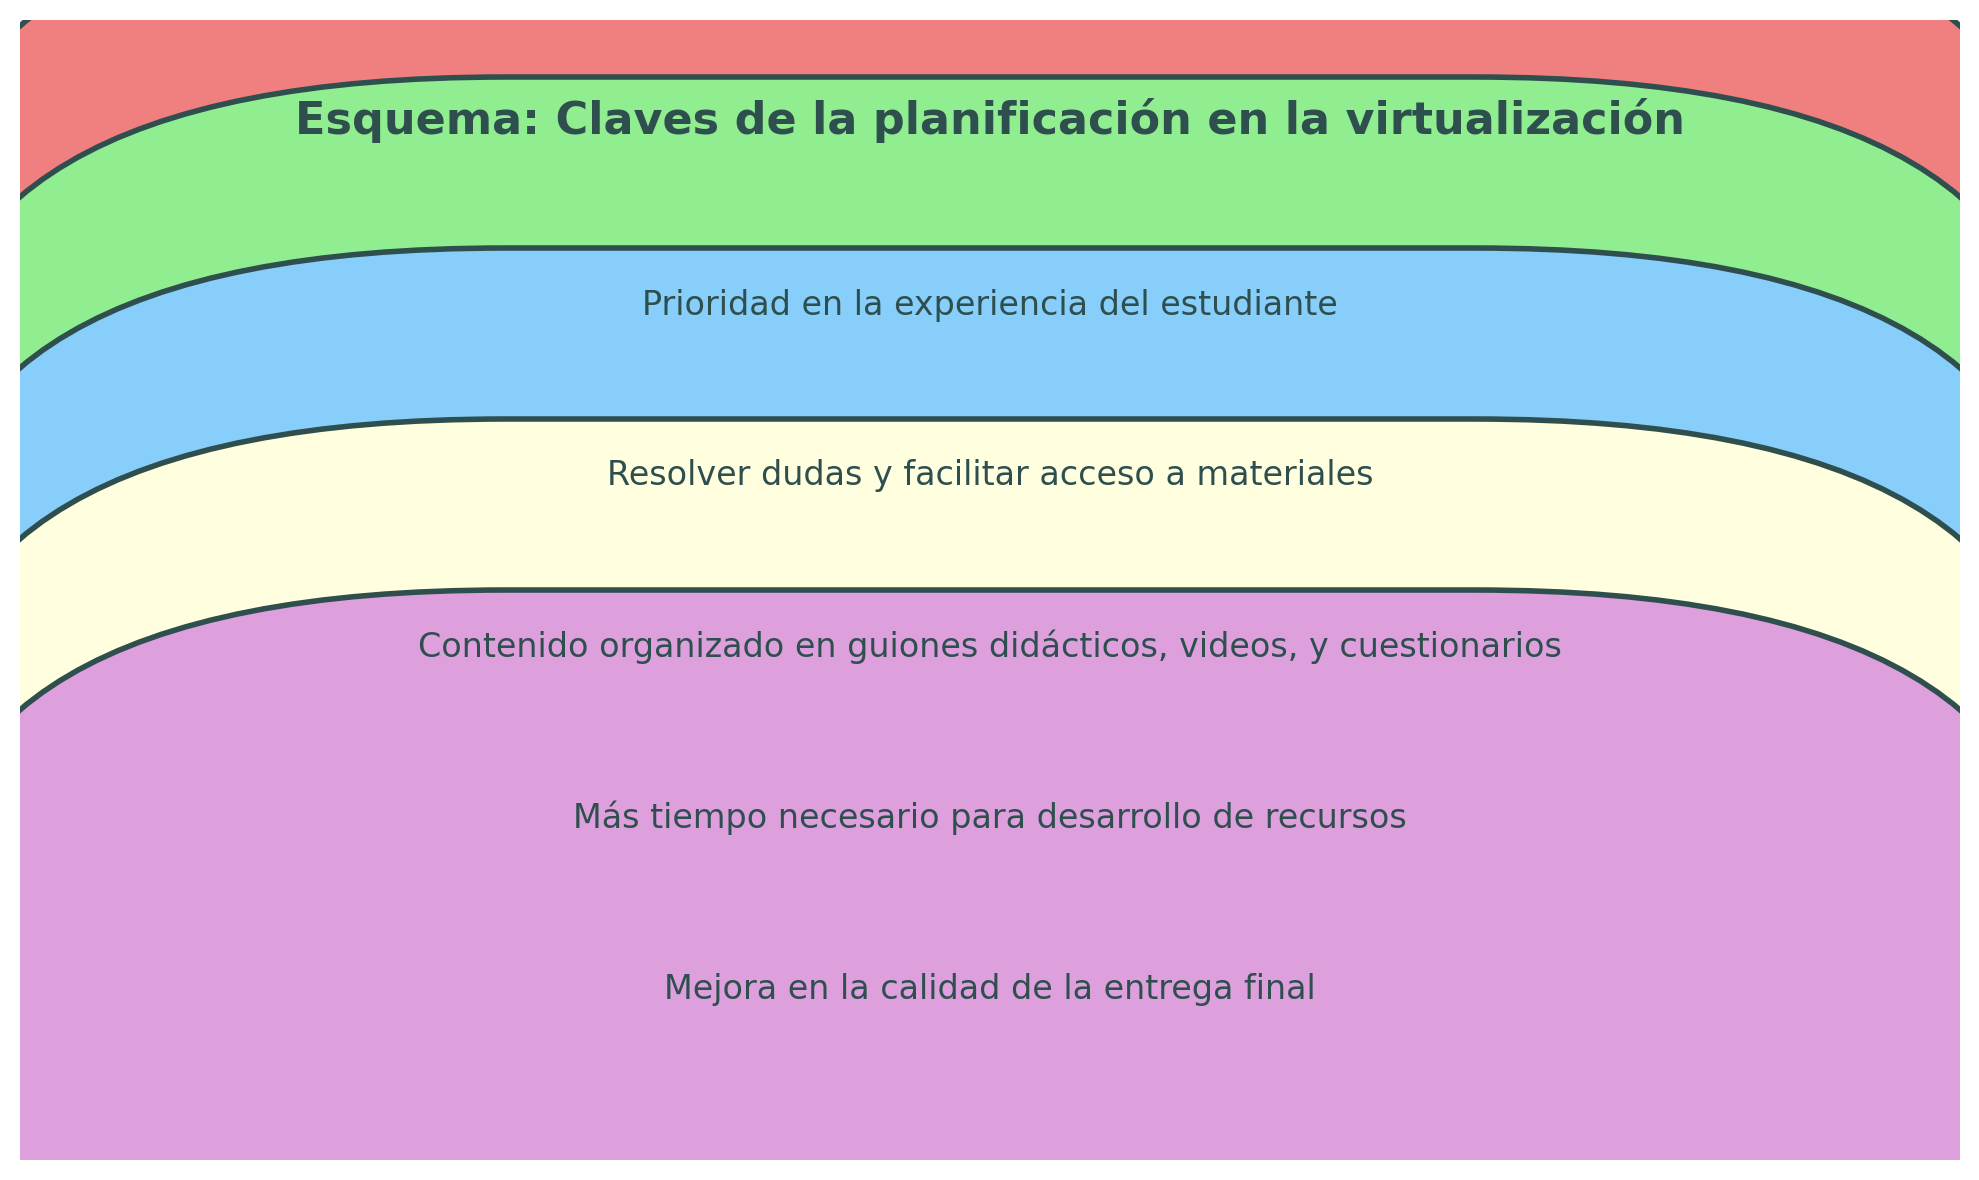 Esquema: Claves de la planificación en la virtualización
Prioridad en la experiencia del estudiante
Resolver dudas y facilitar acceso a materiales
Contenido organizado en guiones didácticos, videos, y cuestionarios
Más tiempo necesario para desarrollo de recursos
Mejora en la calidad de la entrega final